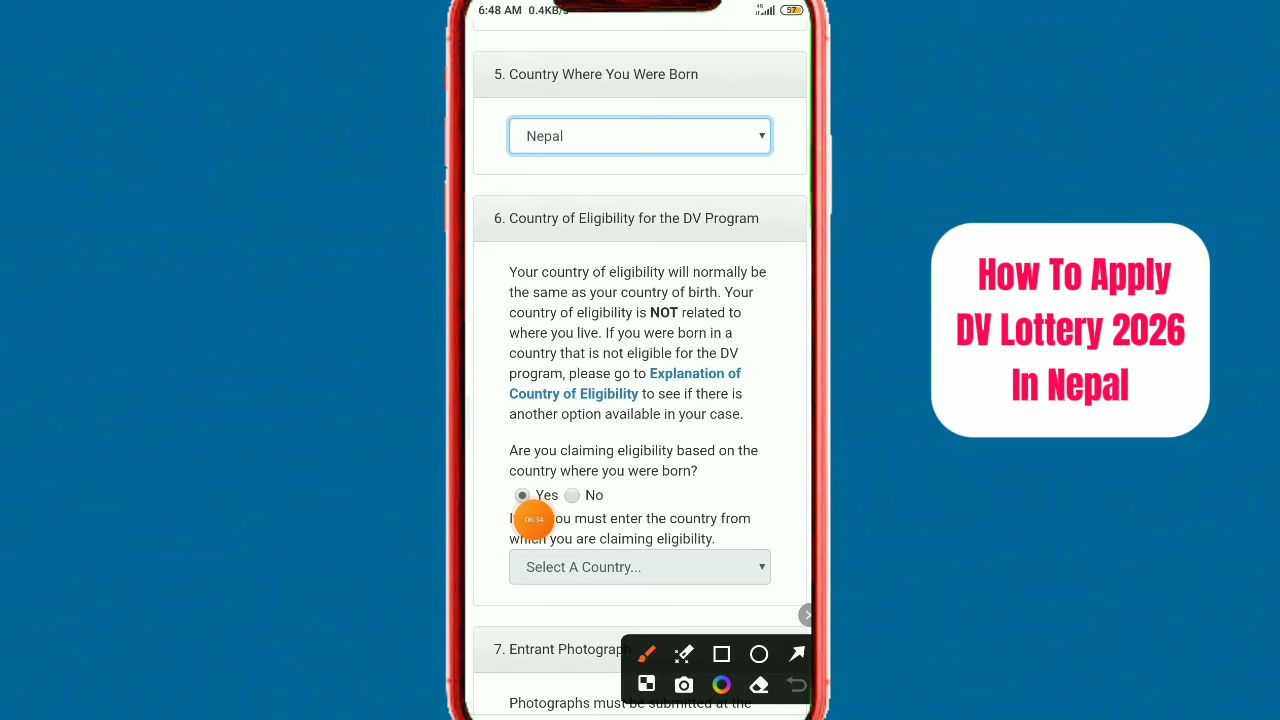 6:48 AM 0.4KB/s
4G
57
5. Country Where You Were Born
Nepal
6. Country of Eligibility for the DV Program
Your country of eligibility will normally be
the same as your country of birth. Your
country of eligibility is NOT related to
where you live. If you were born in a
country that is not eligible for the DV
program, please go to Explanation of
Country of Eligibility to see if there is
another option available in your case.
Are you claiming eligibility based on the
country where you were born?
Yes No
06:34
you must enter the country from
which you are claiming eligibility.
Select A Country...
7. Entrant Photograph
Photographs must be submitted at the
How To Apply
DV Lottery 2026
In Nepal